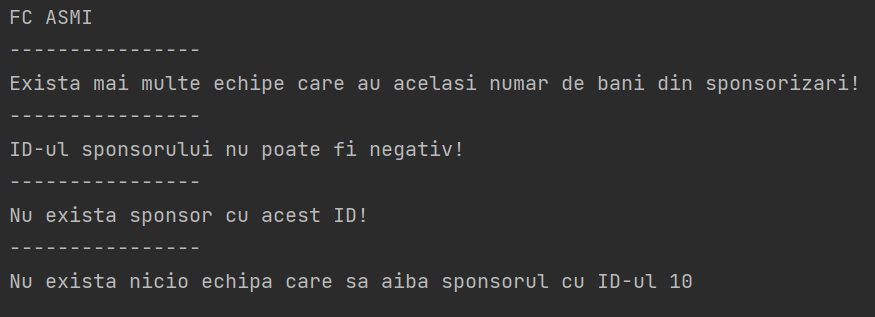 FC ASMI
----------------
Exista mai multe echipe care au acelasi numar de bani din sponsorizari!
----------------
ID-ul sponsorului nu poate fi negativ!
----------------
Nu exista sponsor cu acest ID!
----------------
Nu exista nicio echipa care sa aiba sponsorul cu ID-ul 10